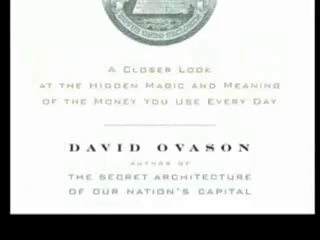 A Closer Look
at the Hidden Magic and Meaning
of the Money You Use Every Day
DAVID OVASON
AUTHOR OF
THE SECRET ARCHITECTURE
OF OUR NATION'S CAPITAL